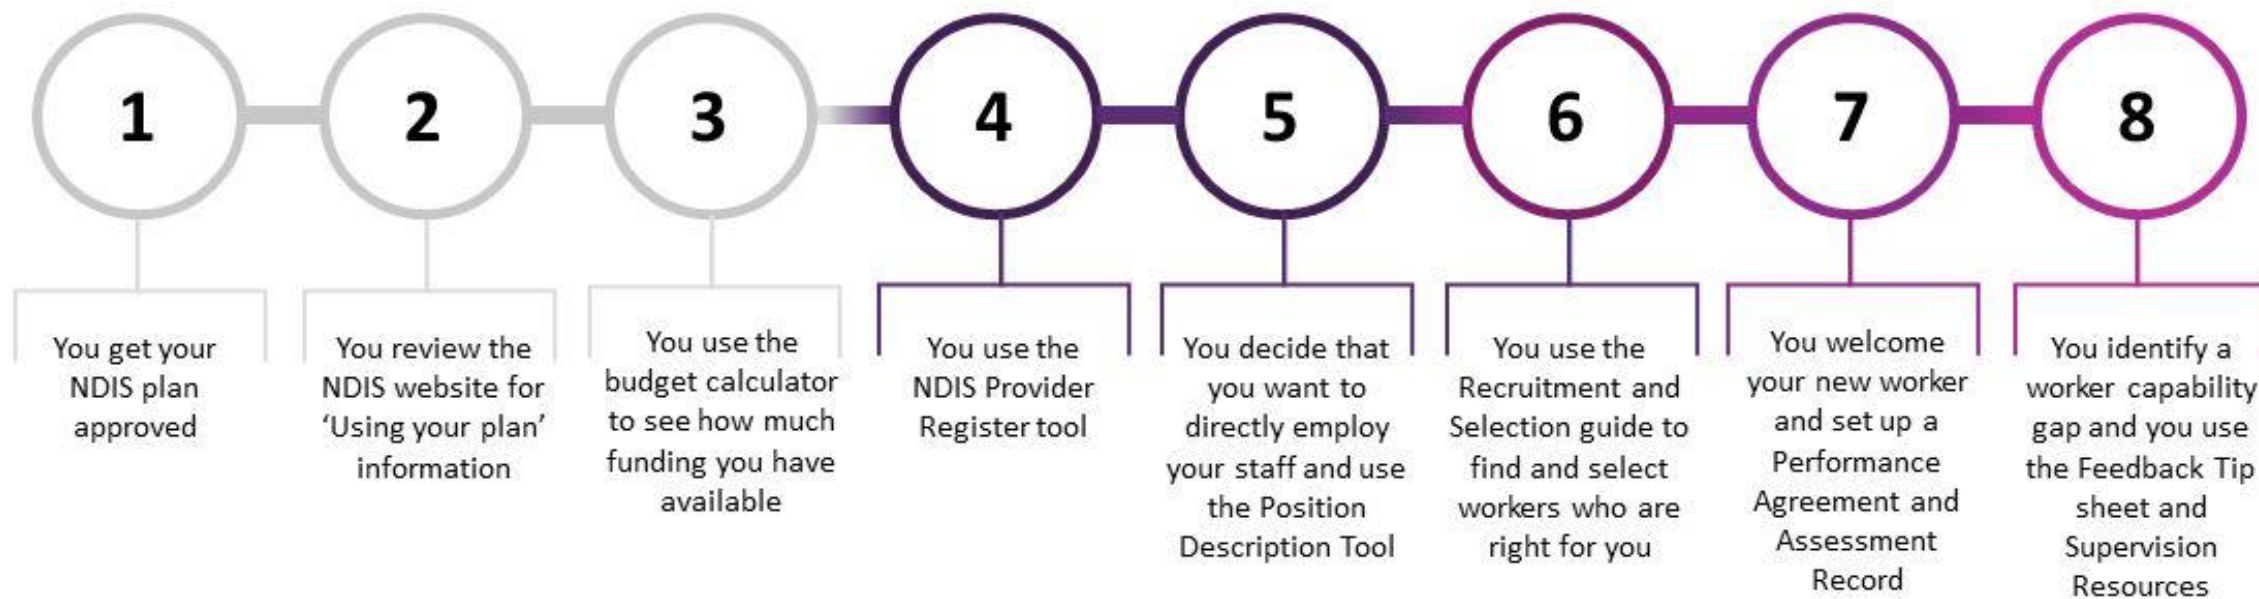 1
2
3
4
5
6
7
8
You get your
NDIS plan
approved
You review the
NDIS website for
‘Using your plan’
information
You use the
budget calculator
to see how much
funding you have
available
You use the
NDIS Provider
Register tool
You decide that
you want to
directly employ
your staff and use
the Position
Description Tool
You use the
Recruitment and
Selection guide to
find and select
workers who are
right for you
You welcome
your new worker
and set up a
Performance
Agreement and
Assessment
Record
You identify a
worker capability
gap and you use
the Feedback Tip
sheet and
Supervision
Resources